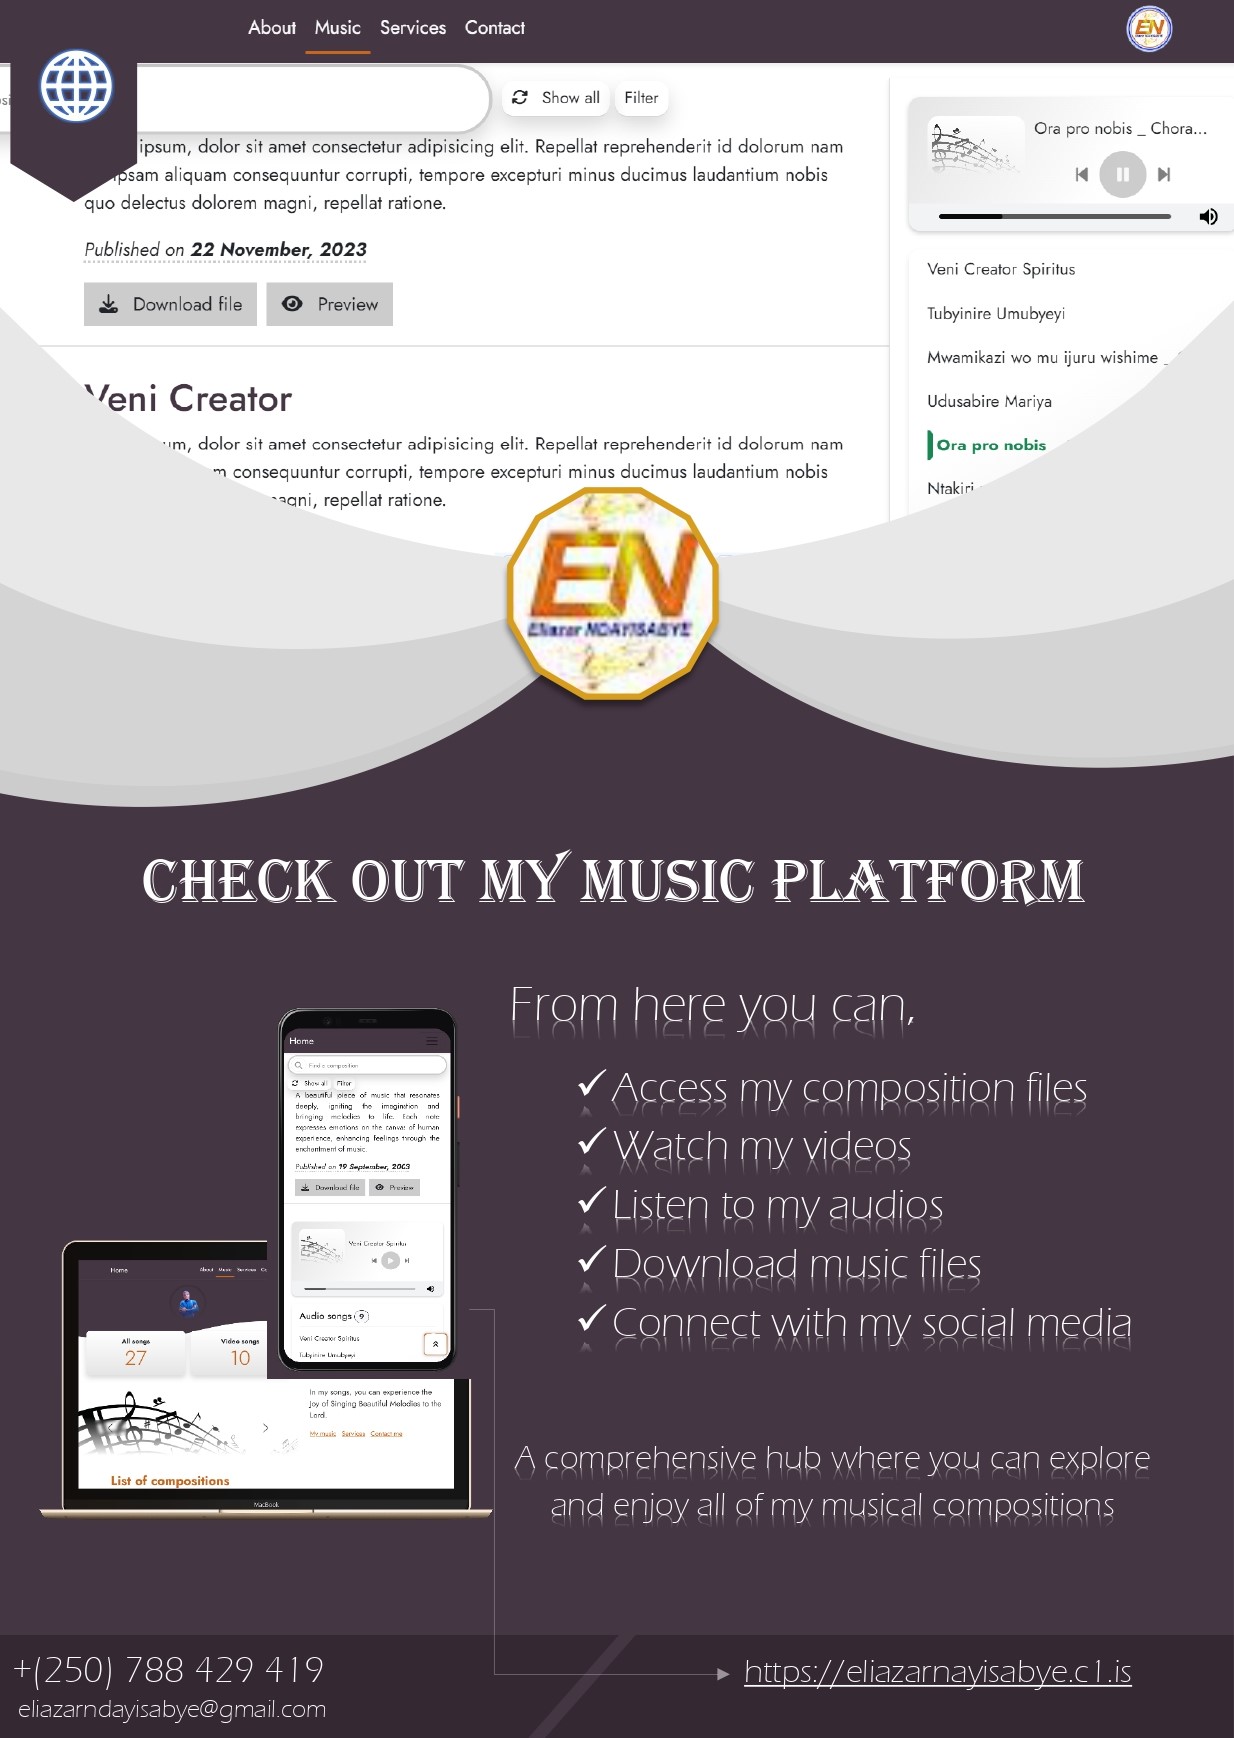 About Music Services Contact
EN
Show all Filter
ipsum, dolor sit amet consectetur adipisicing elit. Repellat reprehenderit id dolorum nam
ipsam aliquam consequuntur corrupti, tempore excepturi minus ducimus laudantium nobis
quo delectus dolorem magni, repellat ratione.
Published on 22 November, 2023
Download file Preview
Ora pro nobis _ Chora...
Veni Creator Spiritus
Tubyinire Umubyeyi
Mwamikazi wo mu ijuru wishime _
Udusabire Mariya
Ora pro nobis
Ntakiri
Veni Creator
um, dolor sit amet consectetur adipisicing elit. Repellat reprehenderit id dolorum nam
m consequuntur corrupti, tempore excepturi minus ducimus laudantium nobis
magni, repellat ratione.
EN
Eliazar NDAYISABYE
CHECK OUT MY MUSIC PLATFORM
From here you can,
✓ Access my composition files
✓ Watch my videos
✓ Listen to my audios
✓ Download music files
✓ Connect with my social media
A comprehensive hub where you can explore
and enjoy all of my musical compositions
Home
Find a composition
Show all Filter
A beautiful piece of music that resonates
deeply, igniting the imagination and
bringing melodies to life. Each note
expresses emotions on the canvas of human
experience, enhancing feelings through the
enchantment of music.
Published on 19 September, 2003
Download file Preview
Veni Creator Spiritus
Audio songs 9
Veni Creator Spiritus
Tubyinire Umubyeyi
Home About Music Services Co
All songs Video songs
27 10
In my songs, you can experience the
Joy of Singing Beautiful Melodies to the
Lord.
My music Services Contact me
List of compositions
MacBook
+(250) 788 429 419
eliazarndayisabye@gmail.com
https://eliazarnayisabye.c1.is